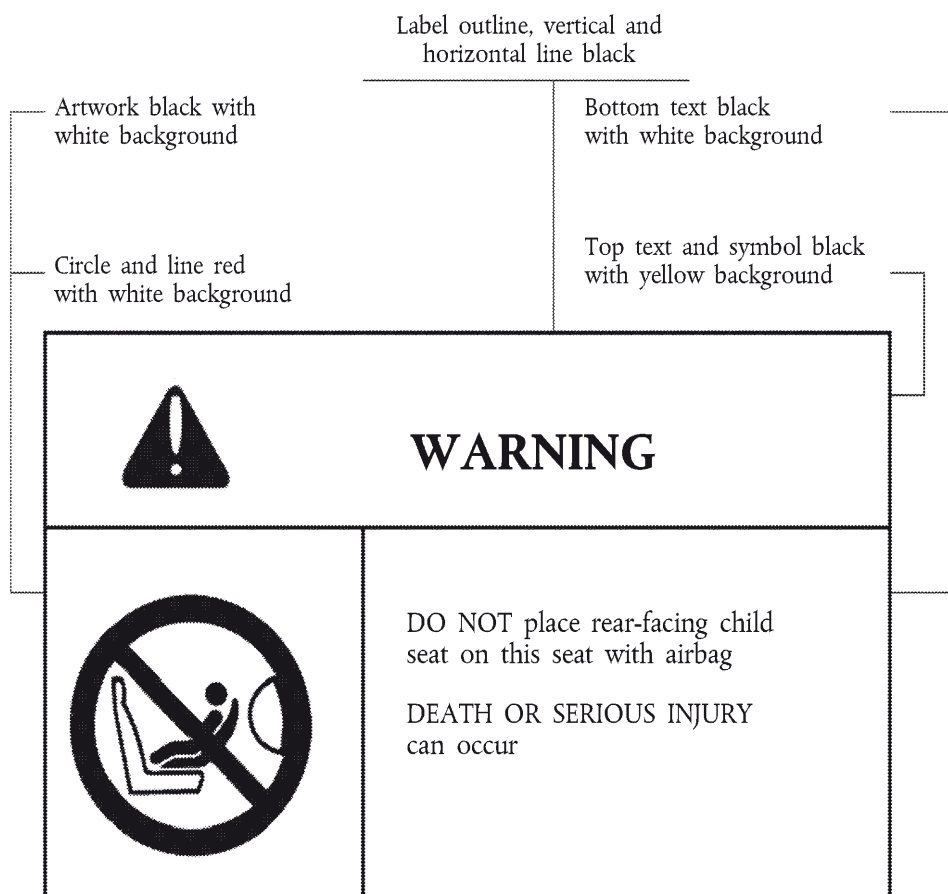 Label outline, vertical and
horizontal line black
Artwork black with
white background
Bottom text black
with white background
Circle and line red
with white background
Top text and symbol black
with yellow background
WARNING
DO NOT place rear-facing child
seat on this seat with airbag
DEATH OR SERIOUS INJURY
can occur